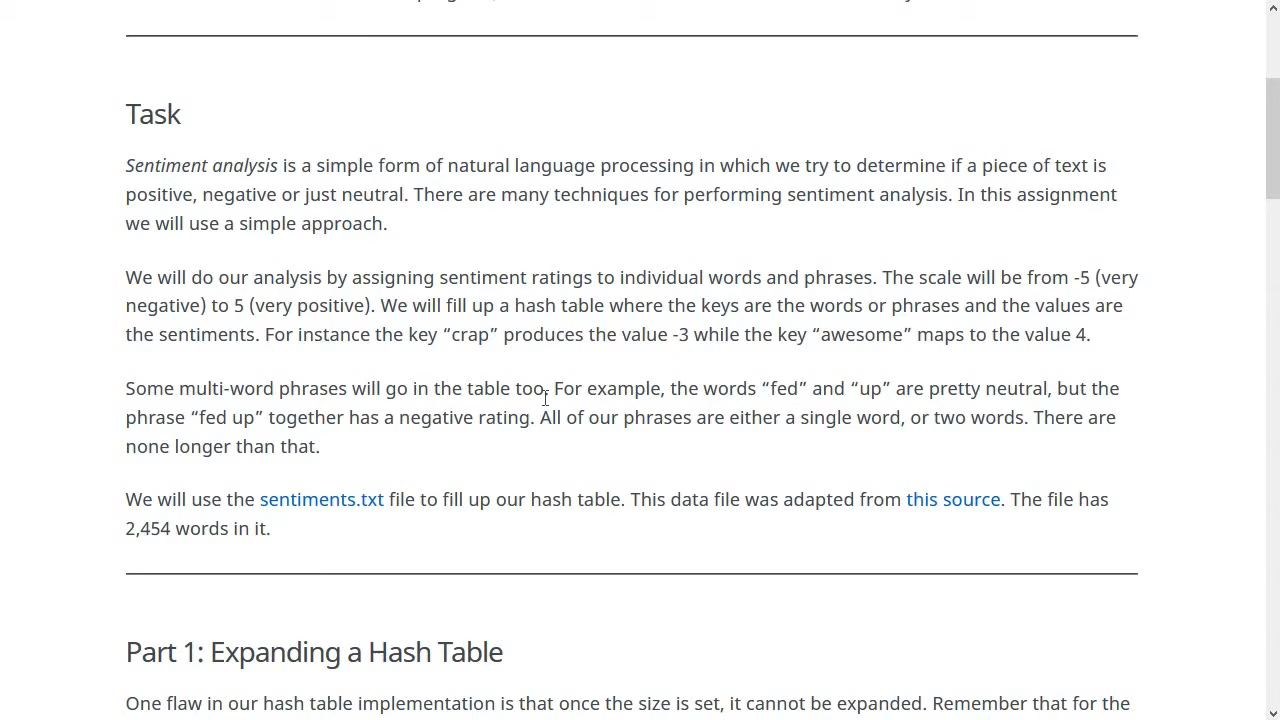 Task
Sentiment analysis is a simple form of natural language processing in which we try to determine if a piece of text is
positive, negative or just neutral. There are many techniques for performing sentiment analysis. In this assignment
we will use a simple approach.
We will do our analysis by assigning sentiment ratings to individual words and phrases. The scale will be from -5 (very
negative) to 5 (very positive). We will fill up a hash table where the keys are the words or phrases and the values are
the sentiments. For instance the key “crap” produces the value -3 while the key “awesome” maps to the value 4.
Some multi-word phrases will go in the table too. For example, the words “fed” and “up” are pretty neutral, but the
phrase “fed up” together has a negative rating. All of our phrases are either a single word, or two words. There are
none longer than that.
We will use the sentiments.txt file to fill up our hash table. This data file was adapted from this source. The file has
2,454 words in it.
Part 1: Expanding a Hash Table
One flaw in our hash table implementation is that once the size is set, it cannot be expanded. Remember that for the